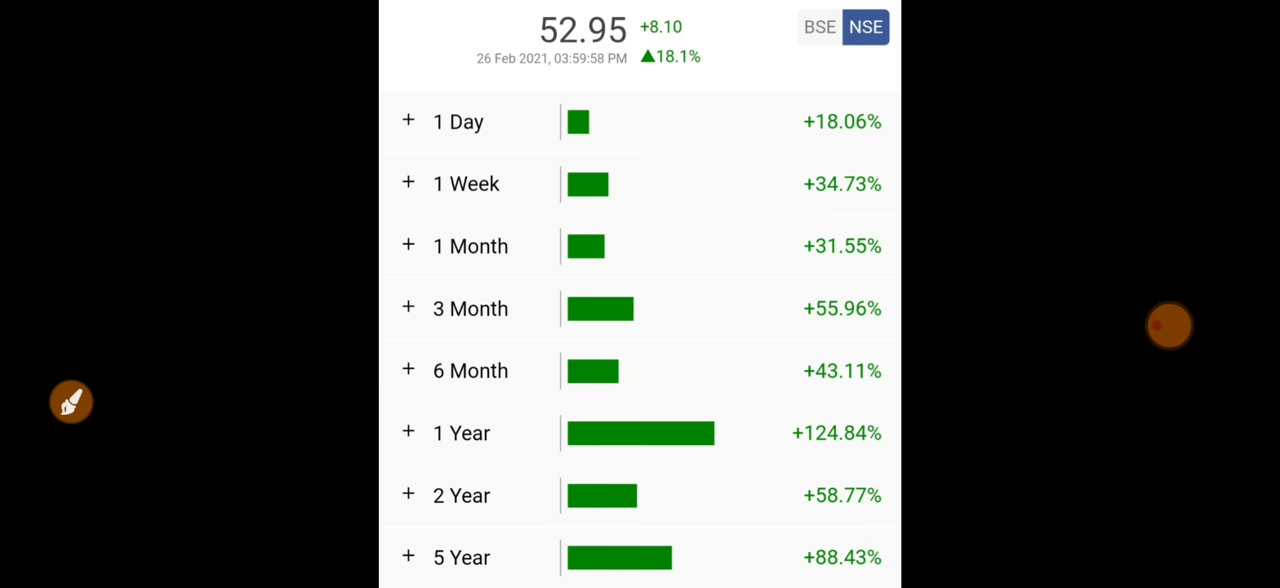 52.95 +8.10
26 Feb 2021, 03:59:58 PM ▲18.1%
BSE NSE
+ 1 Day +18.06%
+ 1 Week +34.73%
+ 1 Month +31.55%
+ 3 Month +55.96%
+ 6 Month +43.11%
+ 1 Year +124.84%
+ 2 Year +58.77%
+ 5 Year +88.43%